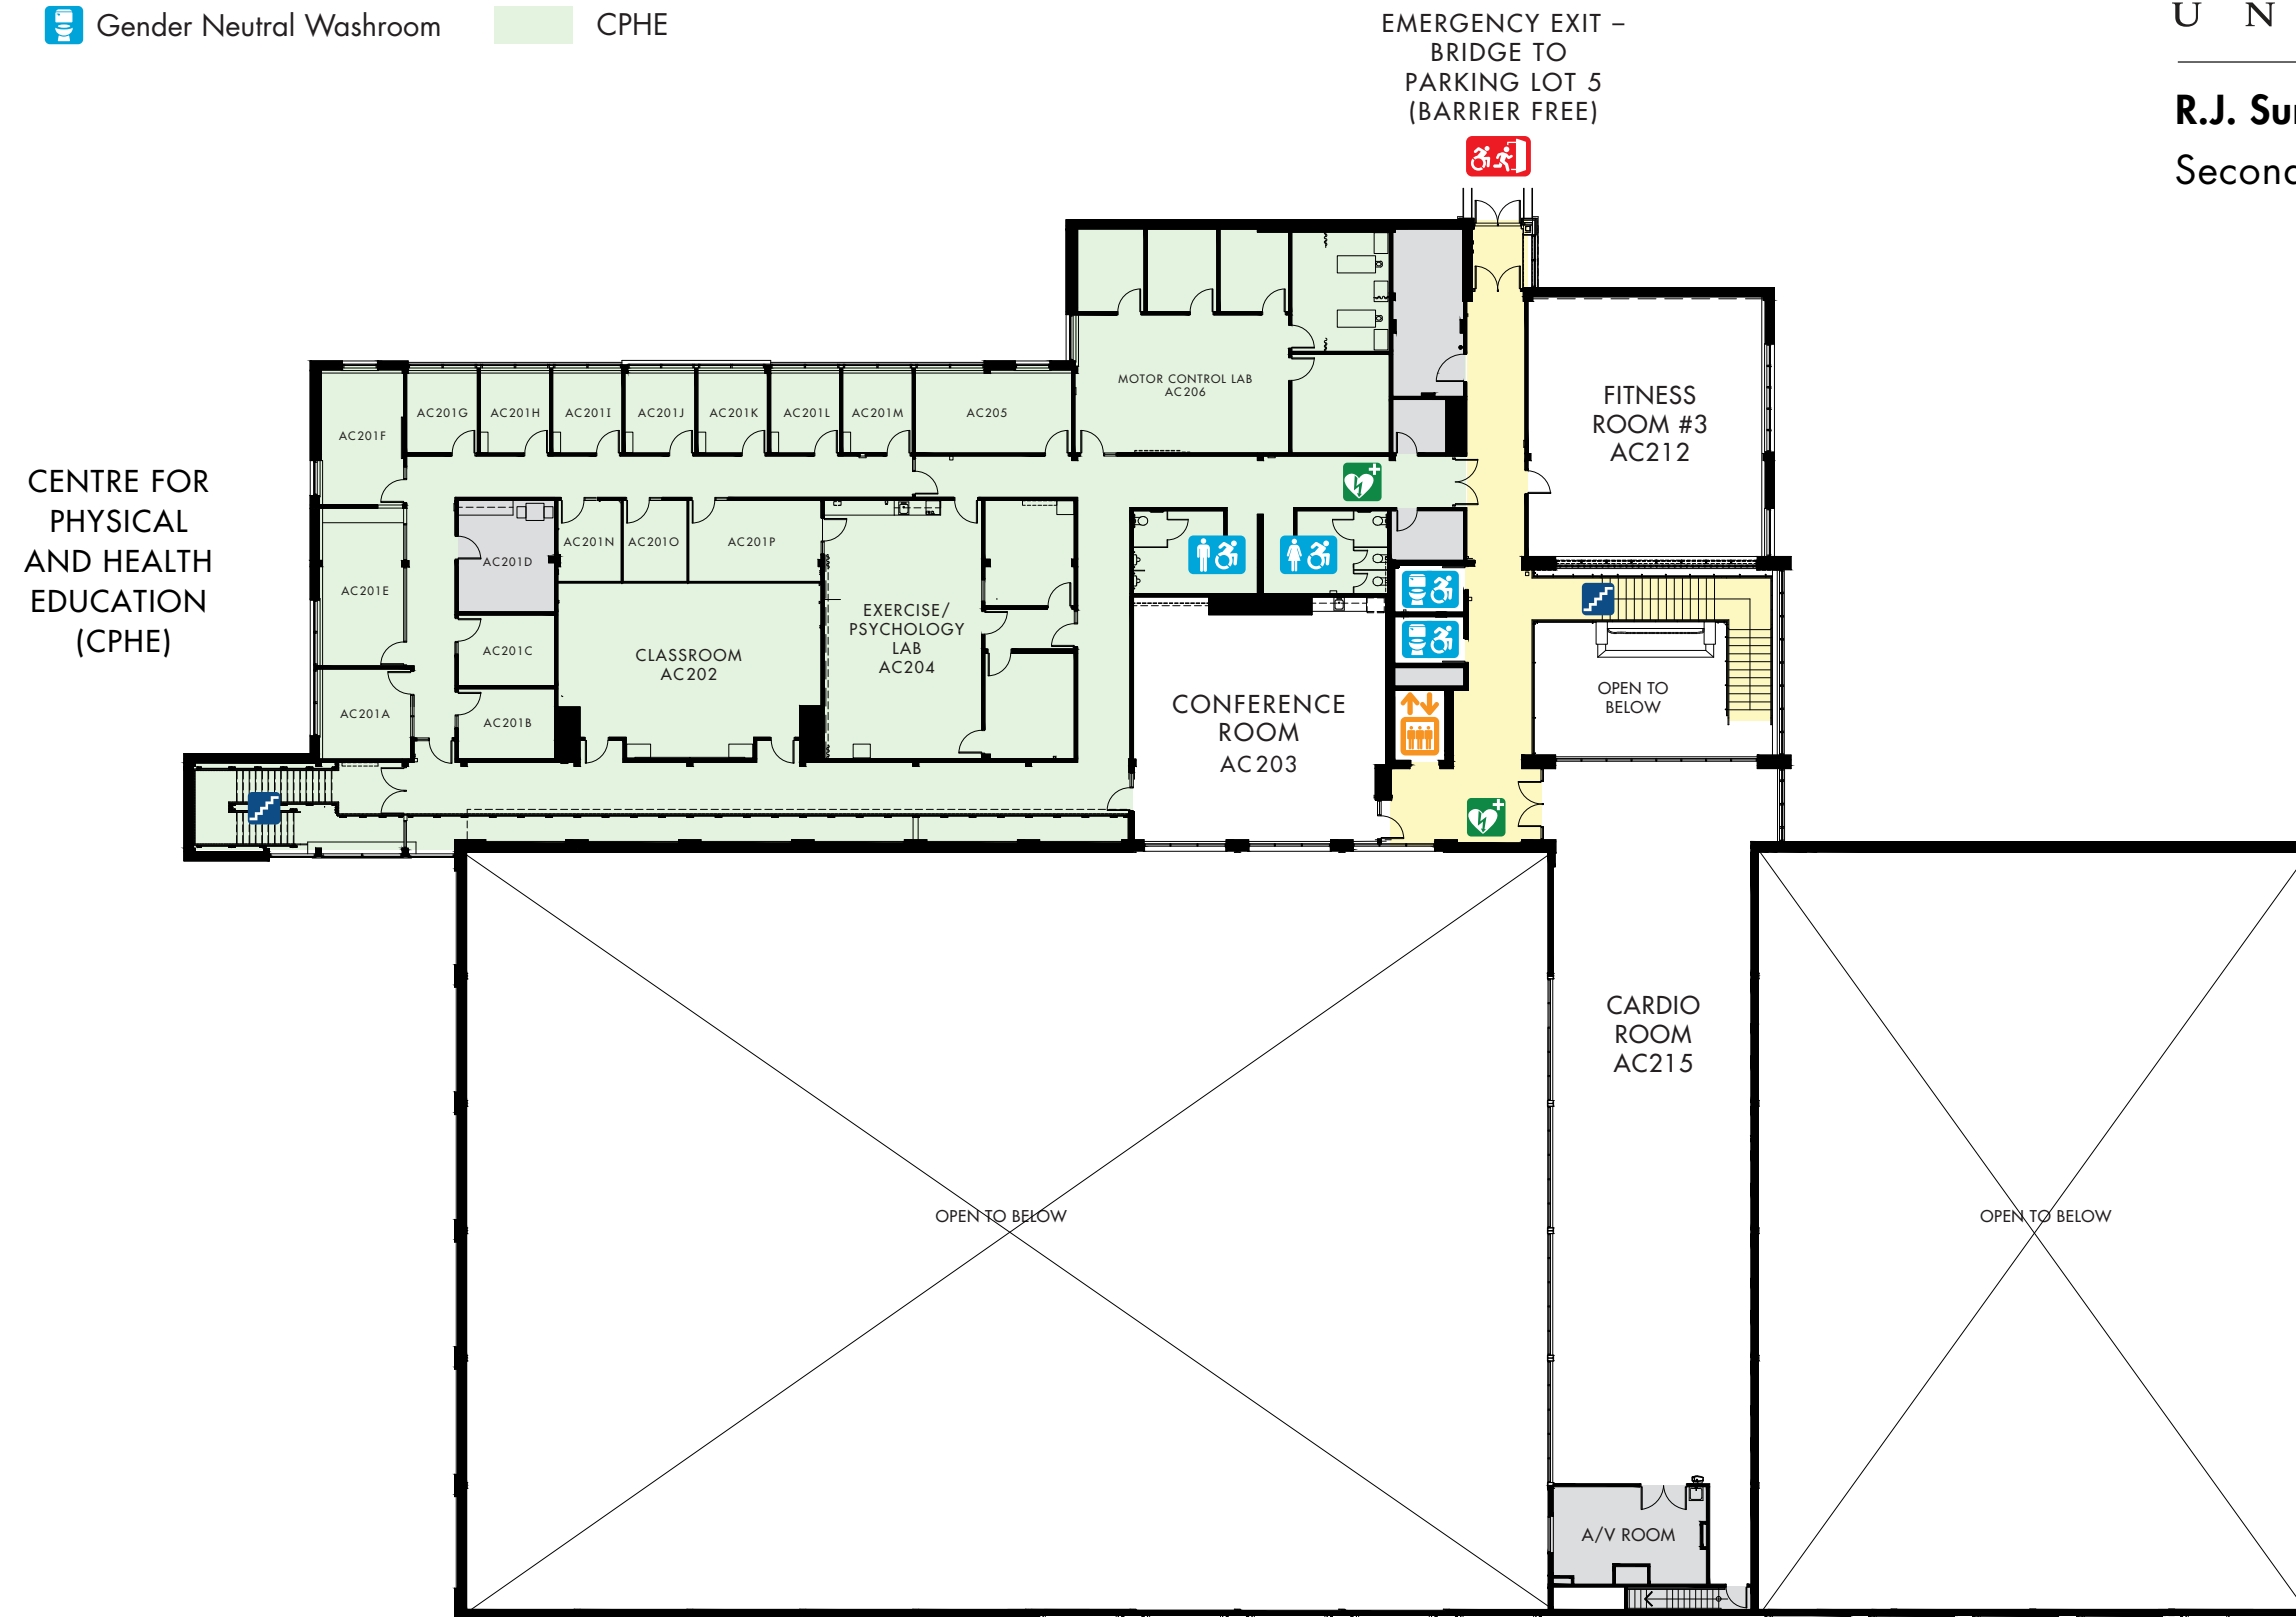 Gender Neutral Washroom
CPHE
EMERGENCY EXIT –
BRIDGE TO
PARKING LOT 5
(BARRIER FREE)
U N
R.J. Su
Secon
MOTOR CONTROL LAB
AC206
FITNESS
ROOM #3
AC212
AC201F
AC201G
AC201H
AC201I
AC201J
AC201K
AC201L
AC201M
AC205
CENTRE FOR
PHYSICAL
AND HEALTH
EDUCATION
(CPHE)
AC201D
AC201N
AC201O
AC201P
AC201E
AC201C
AC201A
AC201B
CLASSROOM
AC202
EXERCISE/
PSYCHOLOGY
LAB
AC204
CONFERENCE
ROOM
AC203
OPEN TO
BELOW
CARDIO
ROOM
AC215
OPEN TO BELOW
OPEN TO BELOW
A/V ROOM